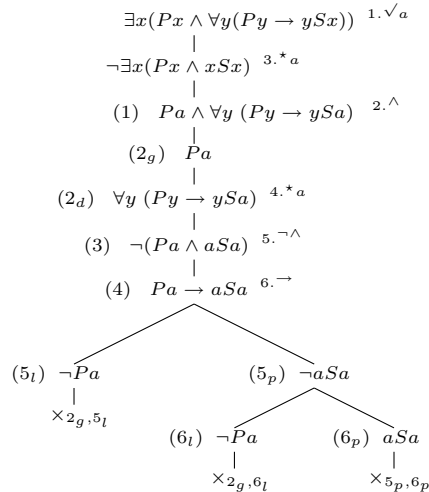 ∃x(Px ∧ ∀y(Py → ySx)) 1.√a
¬∃x(Px ∧ xSx) 3.⋆a
(1) Pa ∧ ∀y (Py → ySa) 2.∧
(2g) Pa
(2d) ∀y (Py → ySa) 4.⋆a
(3) ¬(Pa ∧ aSa) 5.¬∧
(4) Pa → aSa 6.→
(5l) ¬Pa (5p) ¬aSa
×2g,5l
(6l) ¬Pa (6p) aSa
×2g,6l ×5p,6p